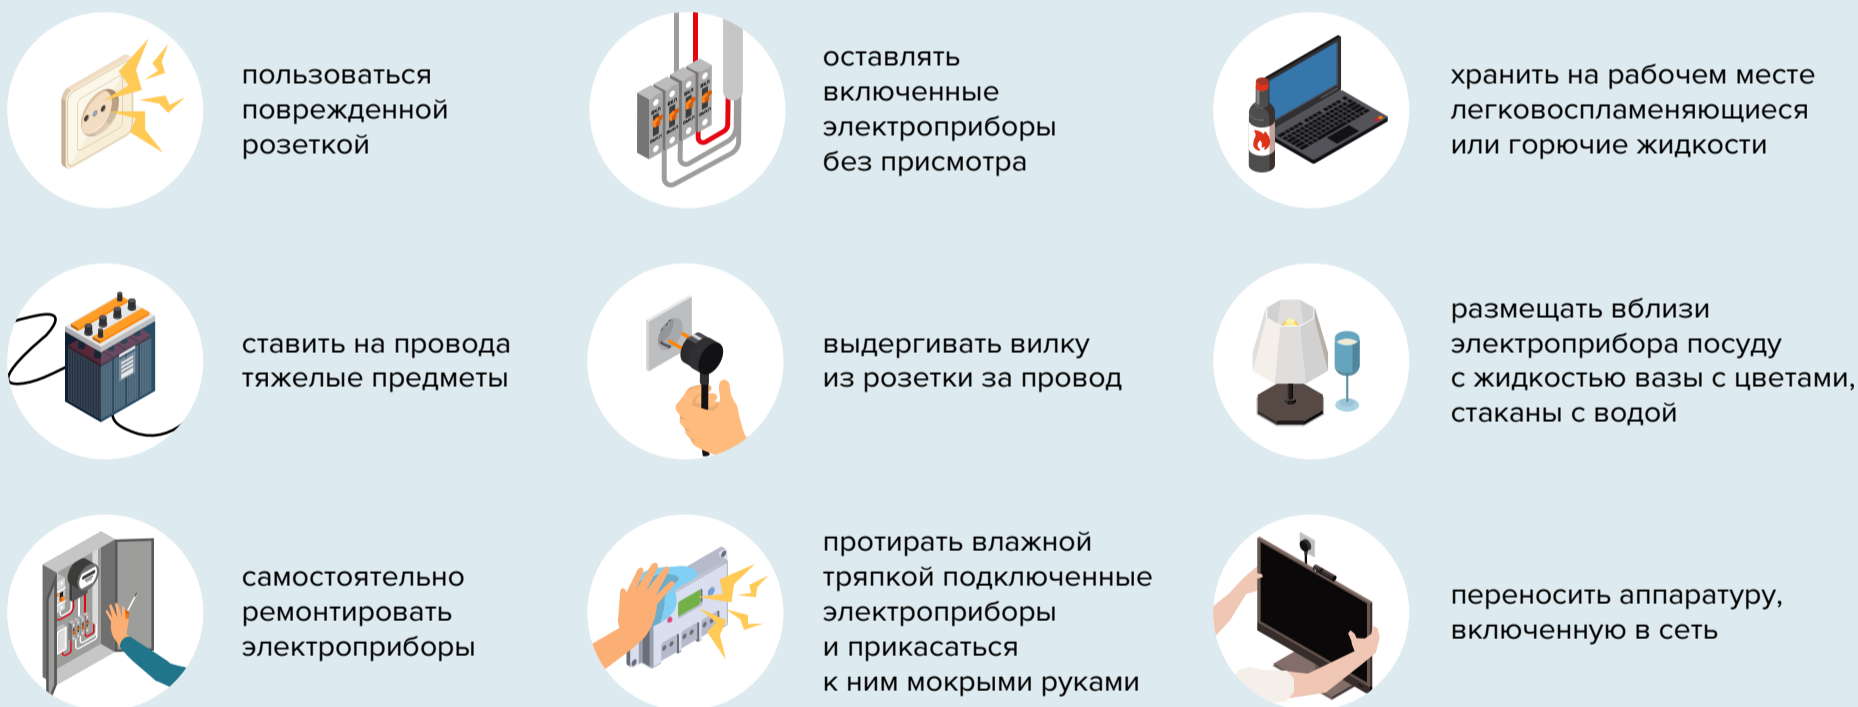 пользоваться
поврежденной
розеткой
оставлять
включенные
электроприборы
без присмотра
хранить на рабочем месте
легковоспламеняющиеся
или горючие жидкости
ставить на провода
тяжелые предметы
выдергивать вилку
из розетки за провод
размещать вблизи
электроприбора посуду
с жидкостью вазы с цветами,
стаканы с водой
самостоятельно
ремонтировать
электроприборы
протирать влажной
тряпкой подключенные
электроприборы
и прикасаться
к ним мокрыми руками
переносить аппаратуру,
включенную в сеть